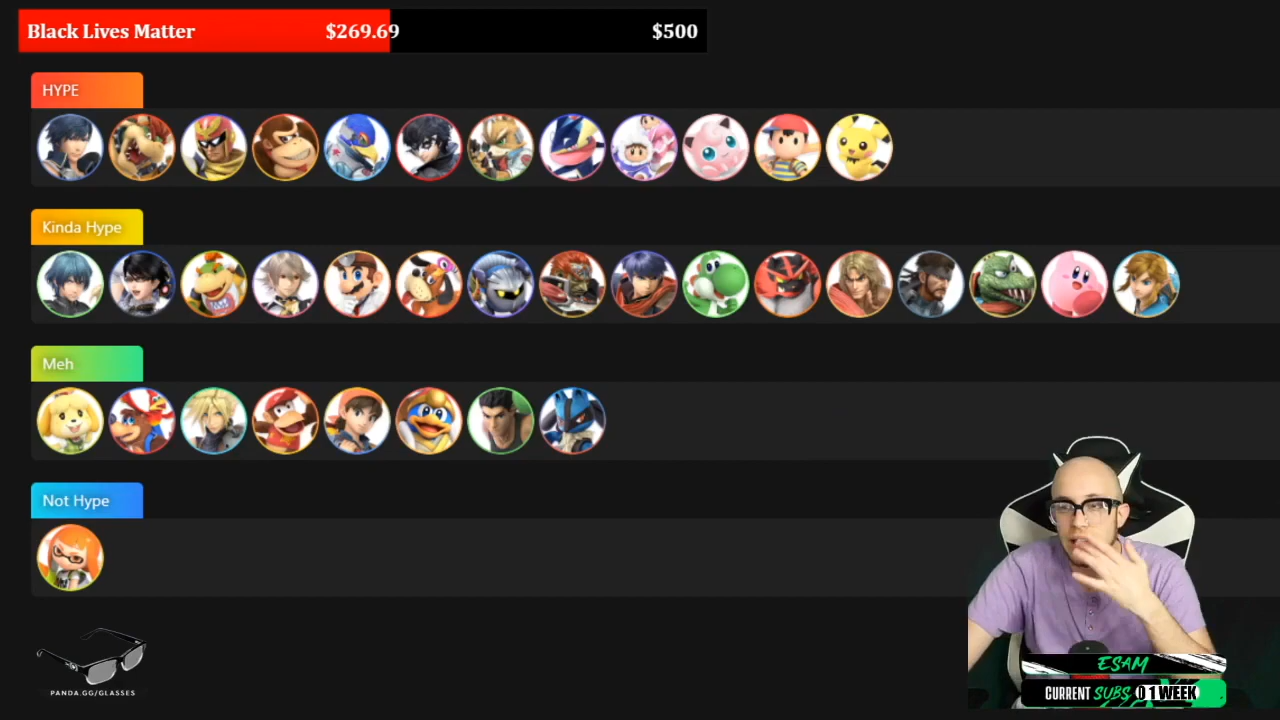 Black Lives Matter $269.69 $500
HYPE
Kinda Hype
Meh
Not Hype
PANDA.GG/GLASSES
ESAM
CURRENT SUBS 1 WEEK